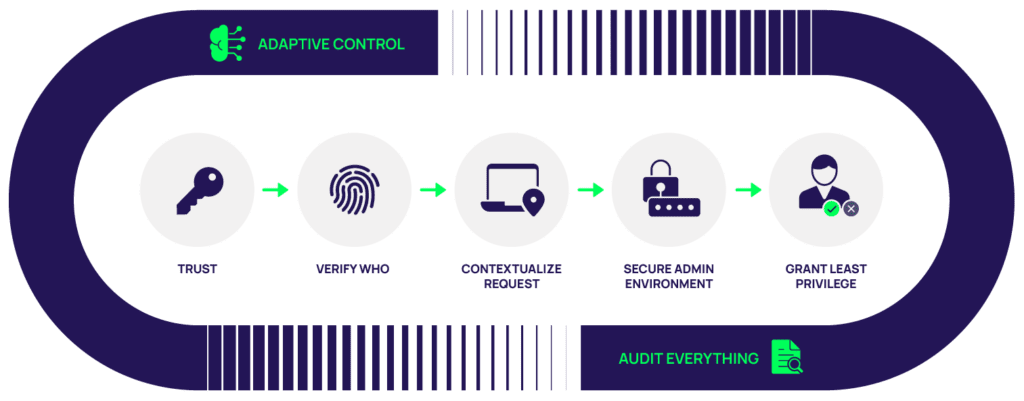 ADAPTIVE CONTROL
TRUST
VERIFY WHO
CONTEXTUALIZE
REQUEST
SECURE ADMIN
ENVIRONMENT
GRANT LEAST
PRIVILEGE
AUDIT EVERYTHING